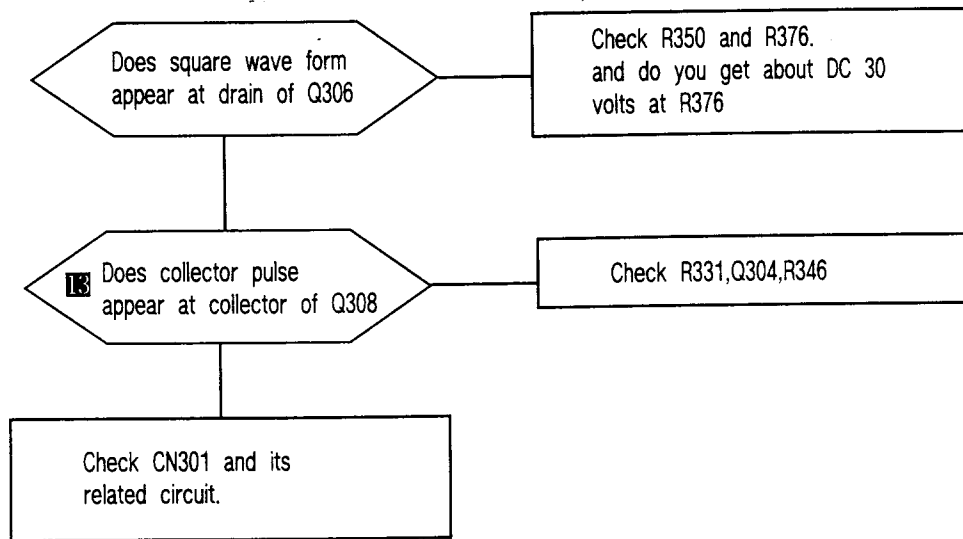 Does square wave form
appear at drain of Q306
Check R350 and R376.
and do you get about DC 30
volts at R376
13 Does collector pulse
appear at collector of Q308
Check R331,Q304,R346
Check CN301 and its
related circuit.